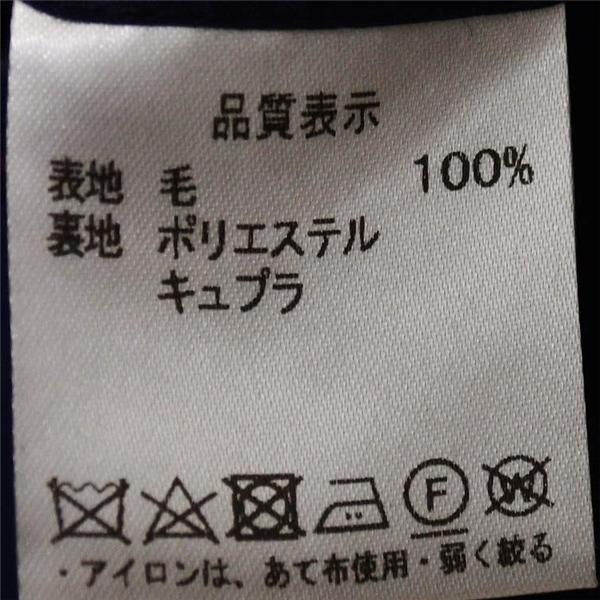 品質表示
表地 毛 100%
裏地 ポリエステル
キュプラ
F W
・アイロンは、あて布使用・弱く絞る